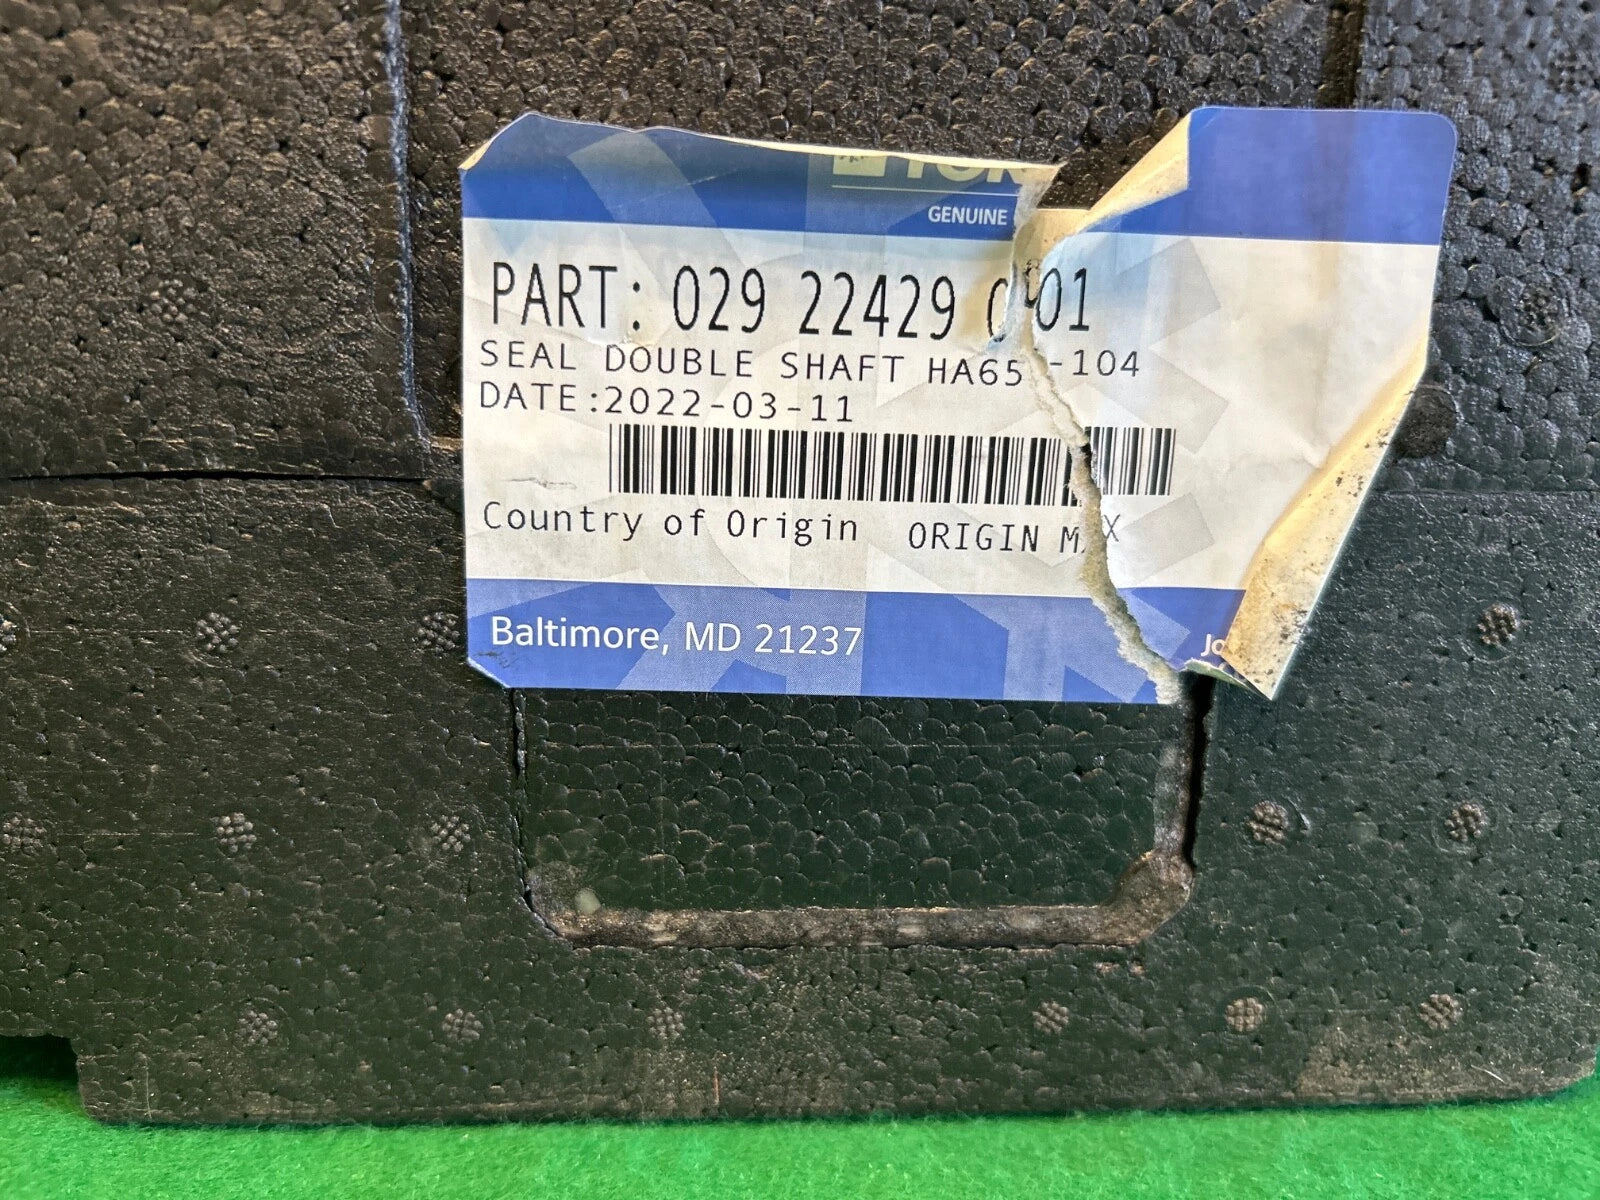 GENUINE
PART: 029 22429
SEAL DOUBLE SHAFT HA65 -104
DATE:2022-03-11
Country of Origin ORIGIN
Baltimore, MD 21237